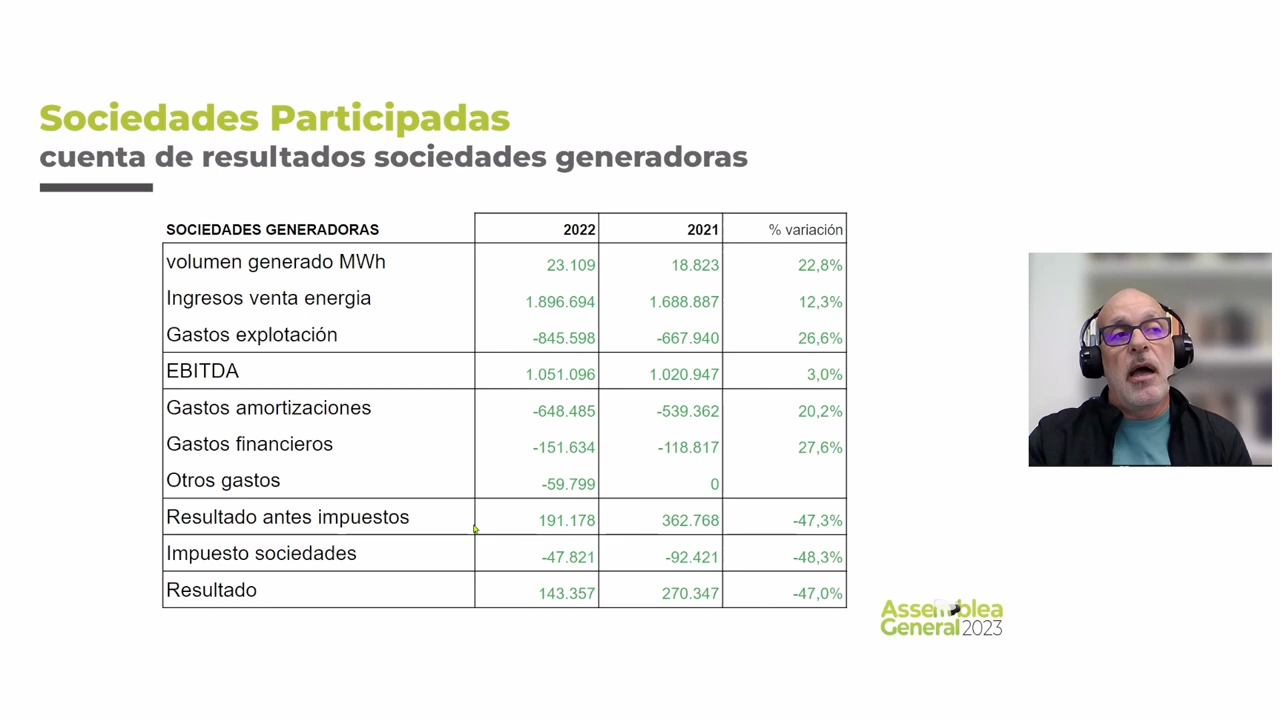 Sociedades Participadas
cuenta de resultados sociedades generadoras
SOCIEDADES GENERADORAS 2022 2021 % variación
volumen generado MWh 23.109 18.823 22,8%
Ingresos venta energia 1.896.694 1.688.887 12,3%
Gastos explotación -845.598 -667.940 26,6%
EBITDA 1.051.096 1.020.947 3,0%
Gastos amortizaciones -648.485 -539.362 20,2%
Gastos financieros -151.634 -118.817 27,6%
Otros gastos -59.799 0
Resultado antes impuestos 191.178 362.768 -47,3%
Impuesto sociedades -47.821 -92.421 -48,3%
Resultado 143.357 270.347 -47,0%
Assemblea
General 2023